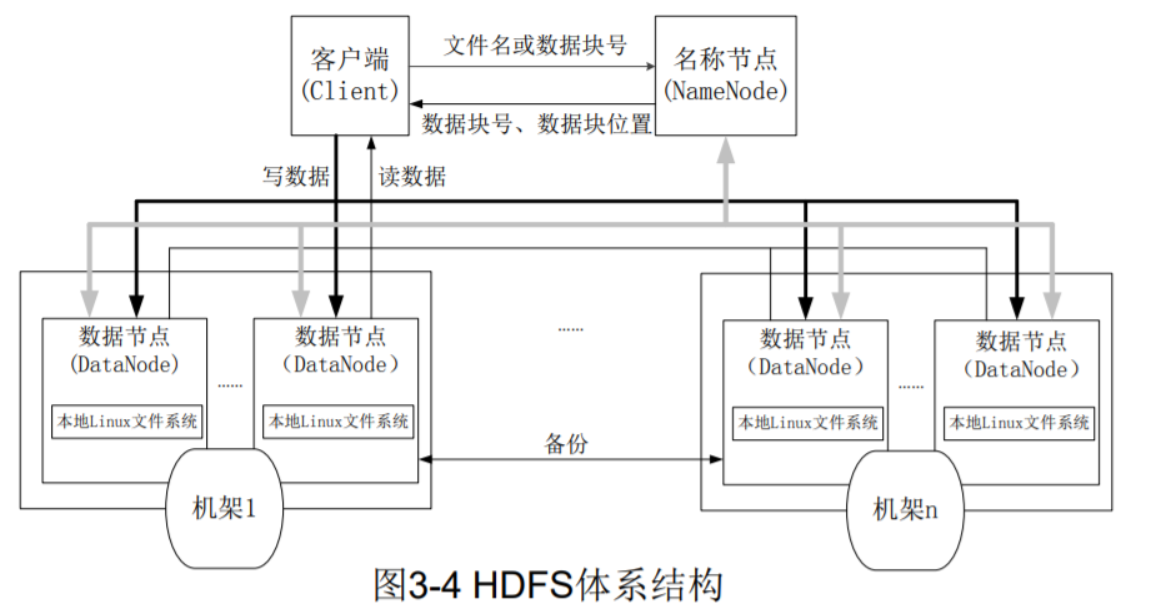 客户端
(Client)
文件名或数据块号
名称节点
(NameNode)
数据块号、数据块位置
写数据
读数据
数据节点
(DataNode)
本地Linux文件系统
......
数据节点
（DataNode）
本地Linux文件系统
机架1
......
备份
数据节点
（DataNode）
本地Linux文件系统
......
数据节点
（DataNode）
本地Linux文件系统
机架n
图3-4 HDFS体系结构